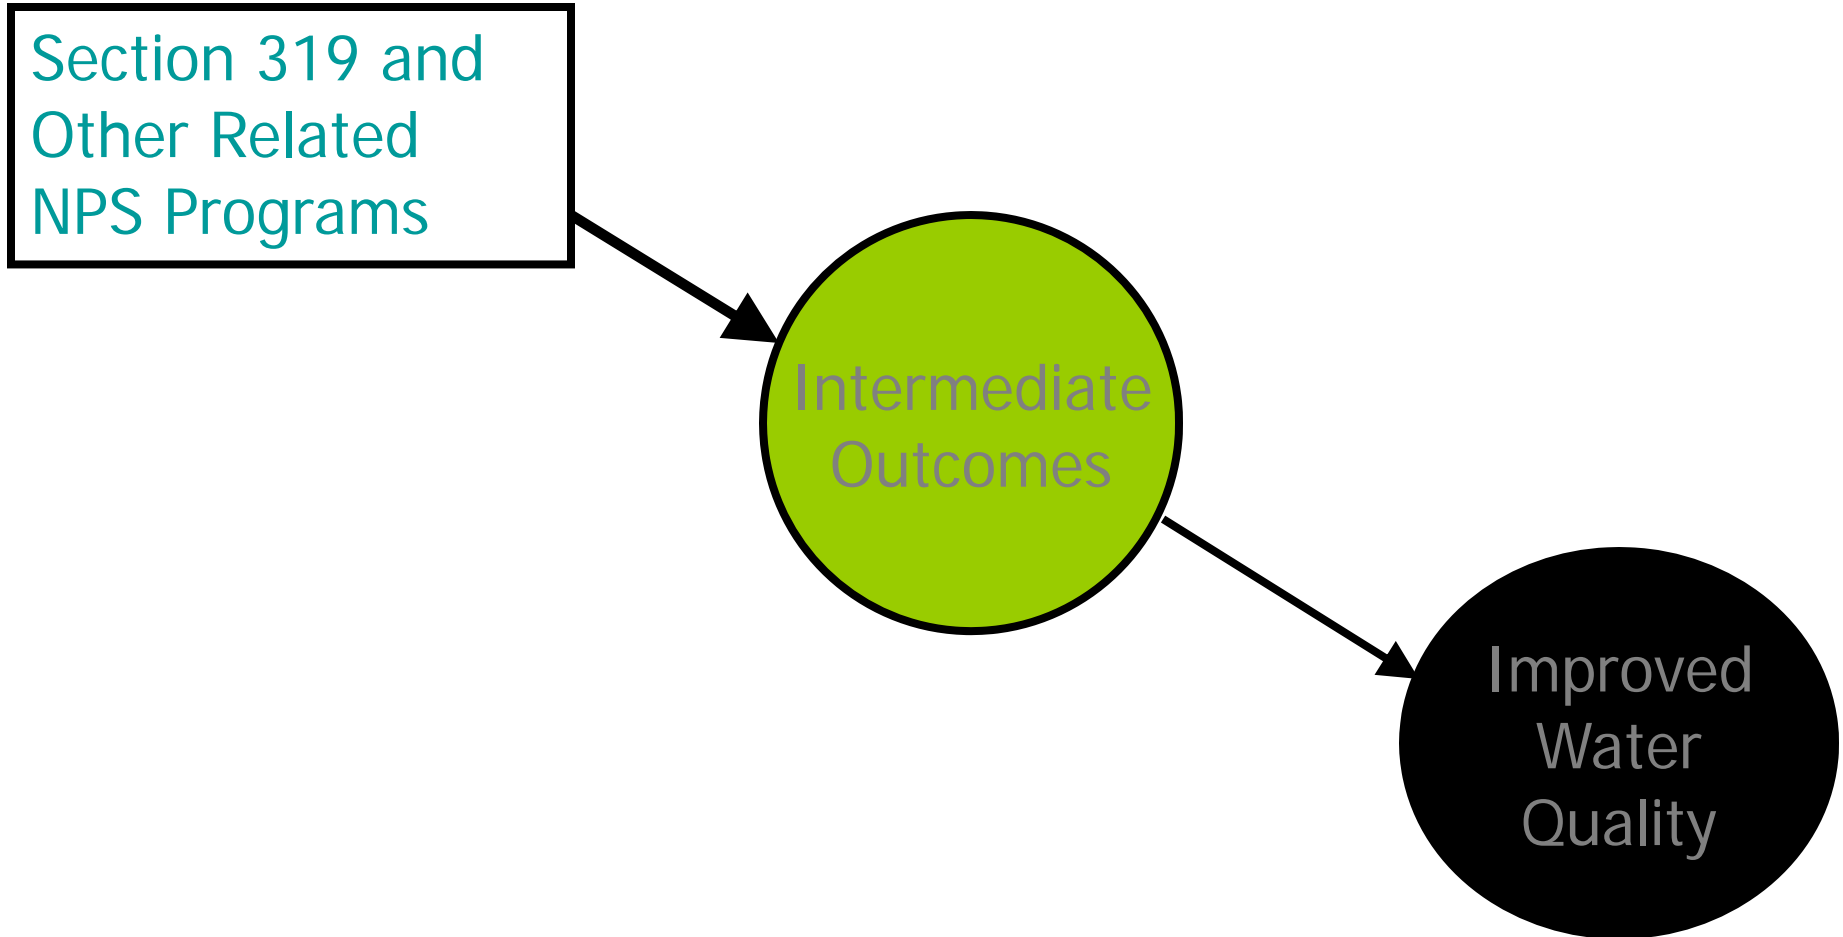 Section 319 and
Other Related
NPS Programs
Intermediate
Outcomes
Improved
Water
Quality